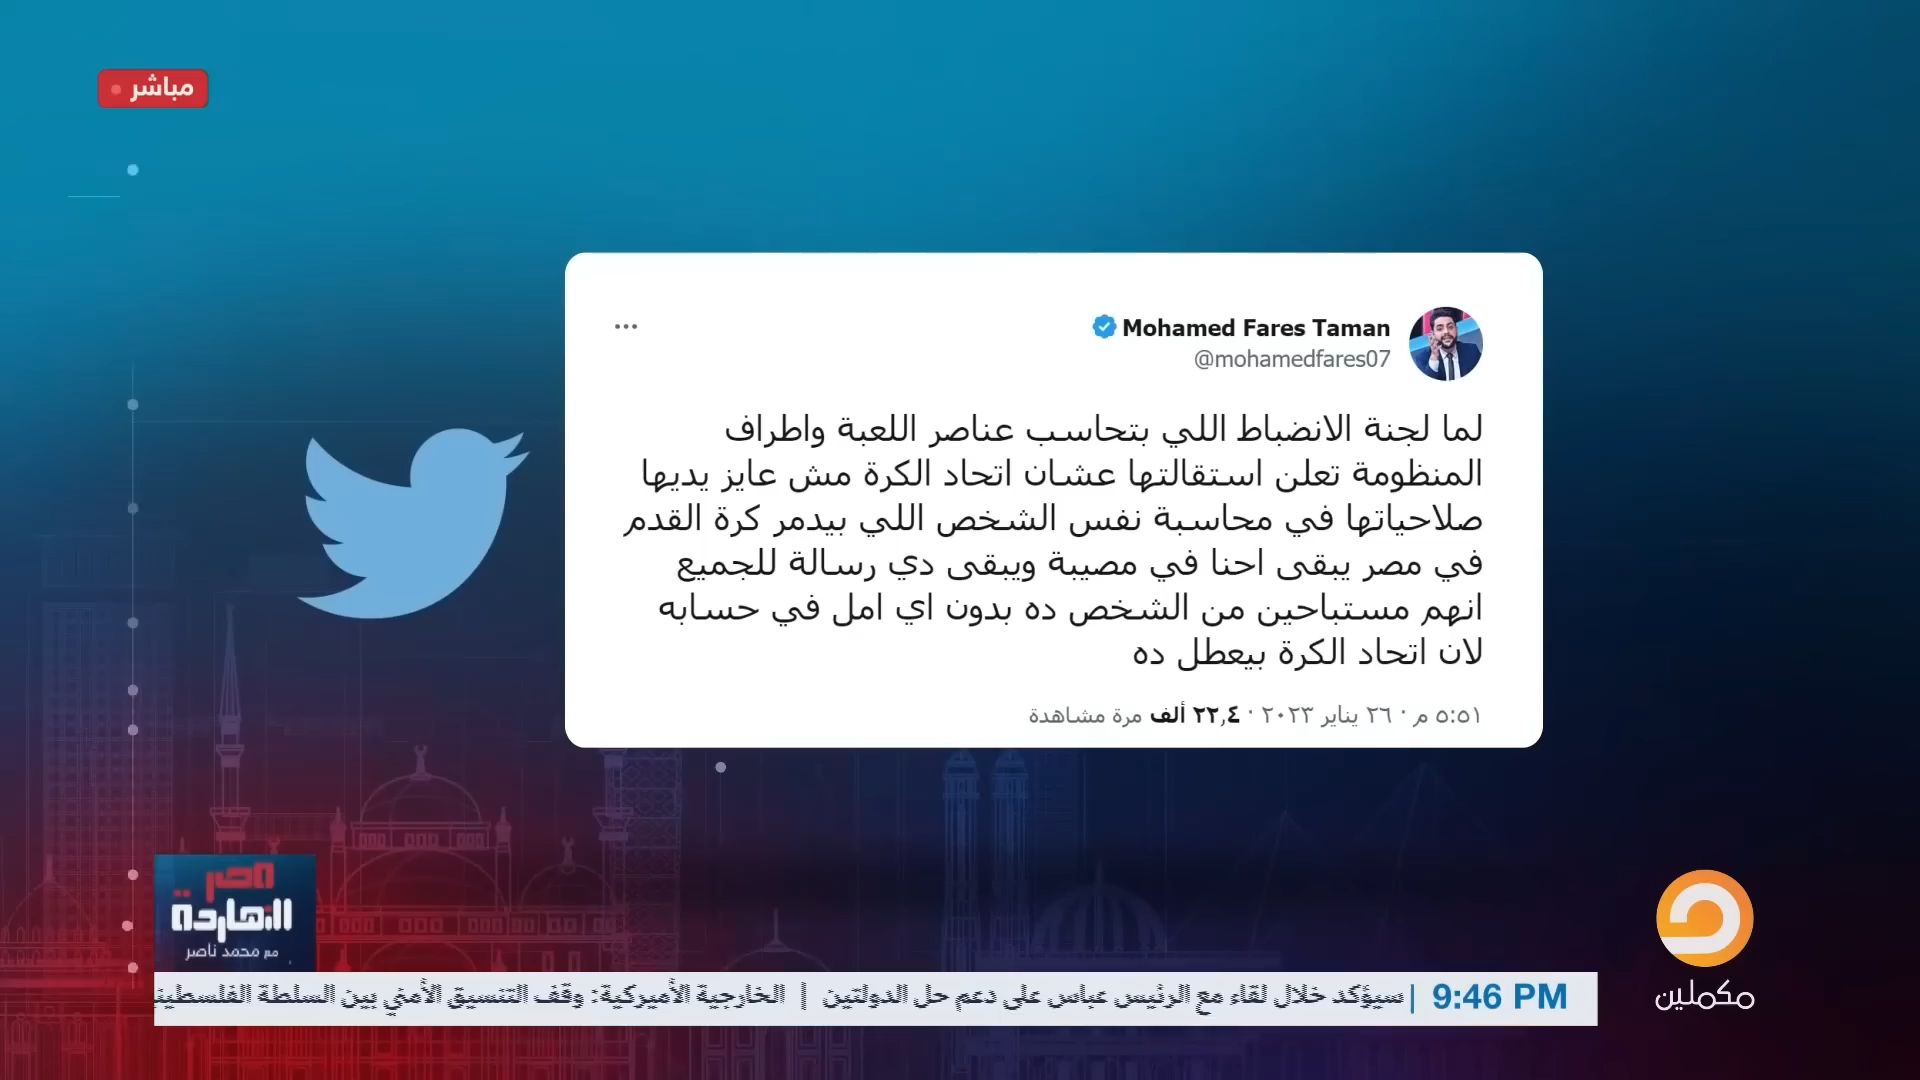 مباشر
Mohamed Fares Taman
@mohamedfares07
لما لجنة الانضباط اللي بتحاسب عناصر اللعبة واطراف
المنظومة تعلن استقالتها عشان اتحاد الكرة مش عايز يديها
صلاحياتها في محاسبة نفس الشخص اللي بيدمر كرة القدم
في مصر يبقى احنا في مصيبة ويبقى دي رسالة للجميع
انهم مستباحين من الشخص ده بدون اي امل في حسابه
لان اتحاد الكرة بيعطل ده
٥:٥١ م · ٢٦ يناير ٢٠٢٣ · ٢٢,٤ ألف مرة مشاهدة
مصر
النهاردة
مع محمد ناصر
9:46 PM | سيؤكد خلال لقاء مع الرئيس عباس على دعم حل الدولتين | الخارجية الأميركية: وقف التنسيق الأمني بين السلطة
مكملين